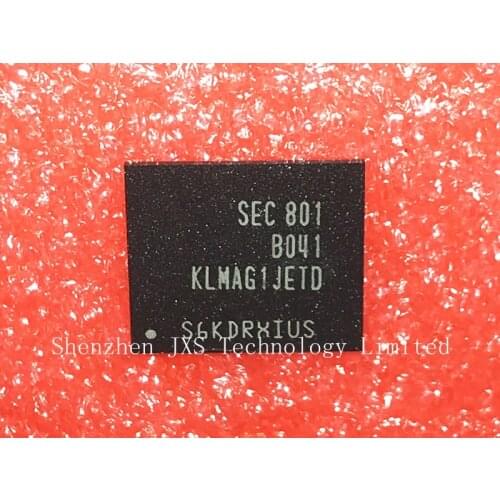 SEC 801
B041
KLMAG1JETD
S6KDRXIUS
Shenzhen JXS Technology Limited